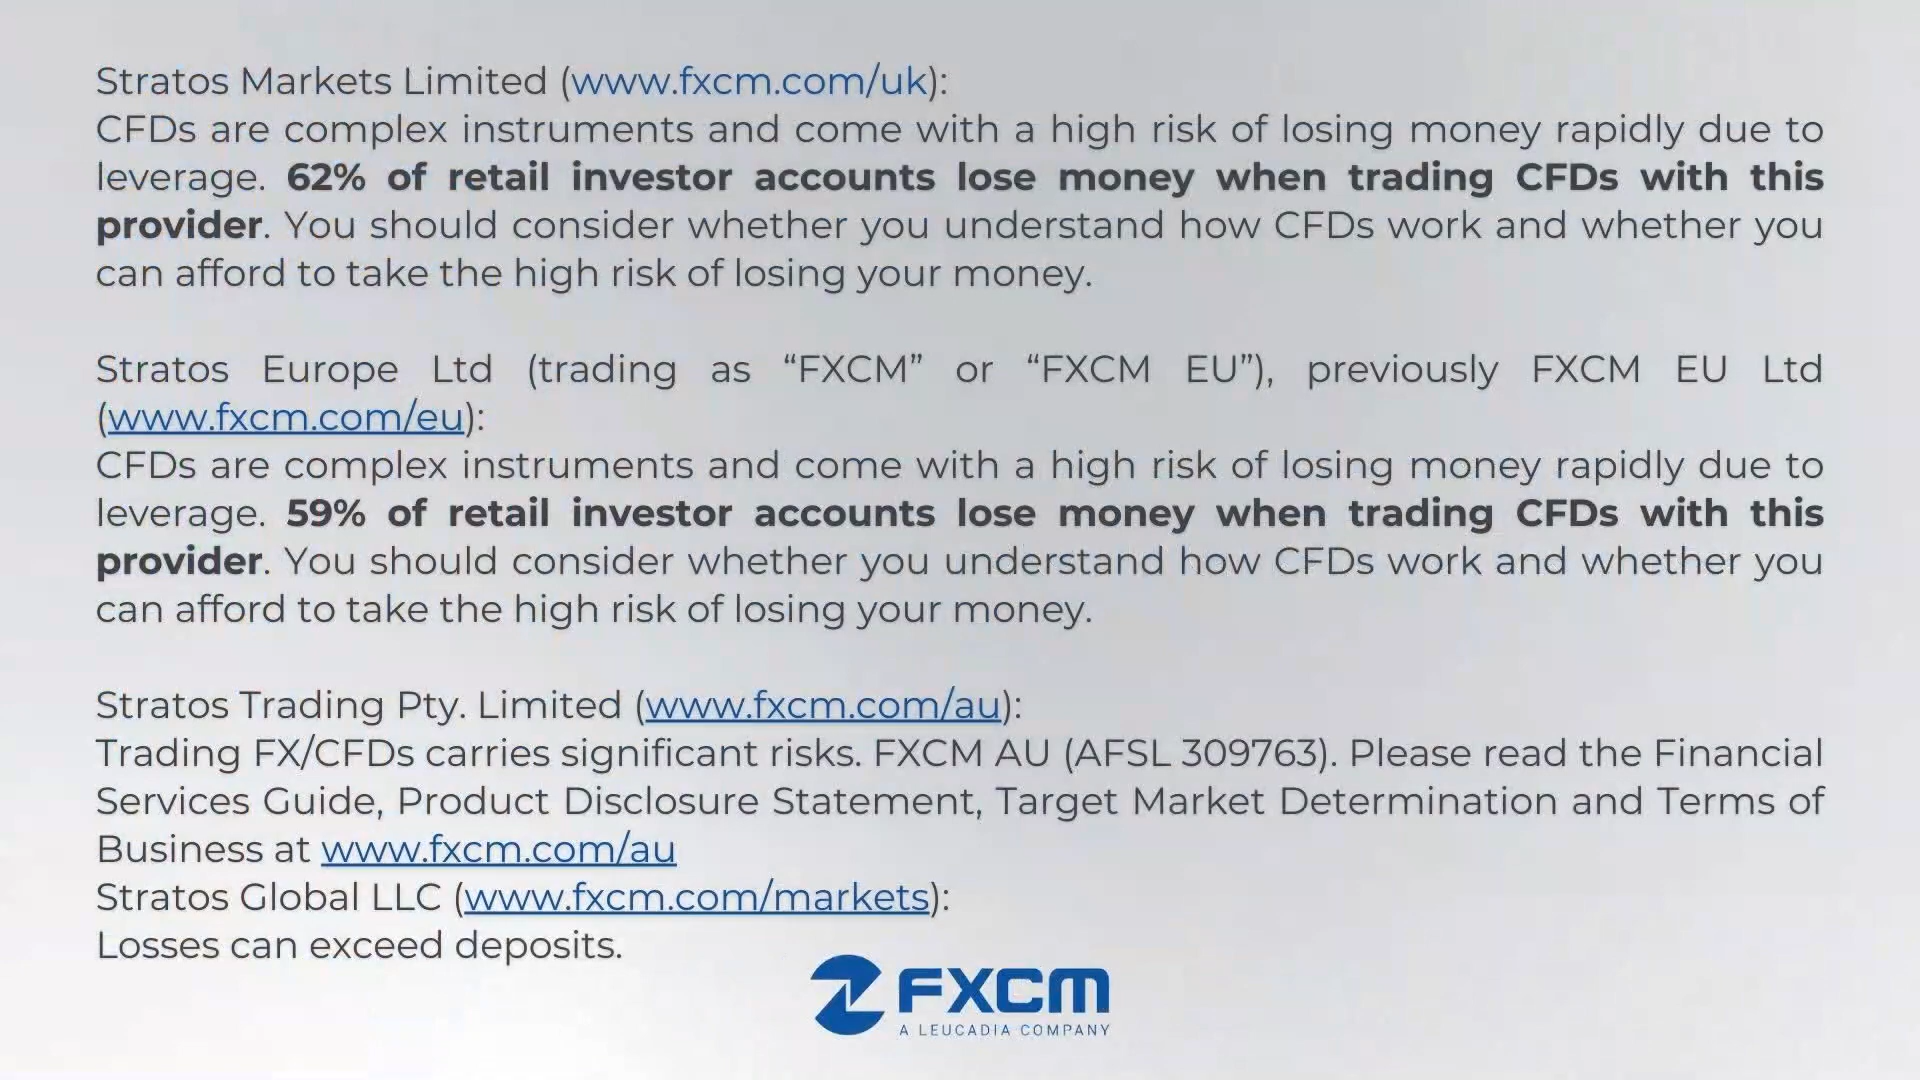 Stratos Markets Limited (www.fxcm.com/uk):
CFDs are complex instruments and come with a high risk of losing money rapidly due to
leverage. 62% of retail investor accounts lose money when trading CFDs with this
provider. You should consider whether you understand how CFDs work and whether you
can afford to take the high risk of losing your money.
Stratos Europe Ltd (trading as “FXCM” or “FXCM EU”), previously FXCM EU Ltd
(www.fxcm.com/eu):
CFDs are complex instruments and come with a high risk of losing money rapidly due to
leverage. 59% of retail investor accounts lose money when trading CFDs with this
provider. You should consider whether you understand how CFDs work and whether you
can afford to take the high risk of losing your money.
Stratos Trading Pty. Limited (www.fxcm.com/au):
Trading FX/CFDs carries significant risks. FXCM AU (AFSL 309763). Please read the Financial
Services Guide, Product Disclosure Statement, Target Market Determination and Terms of
Business at www.fxcm.com/au
Stratos Global LLC (www.fxcm.com/markets):
Losses can exceed deposits.
FXCM
A LEUCADIA COMPANY